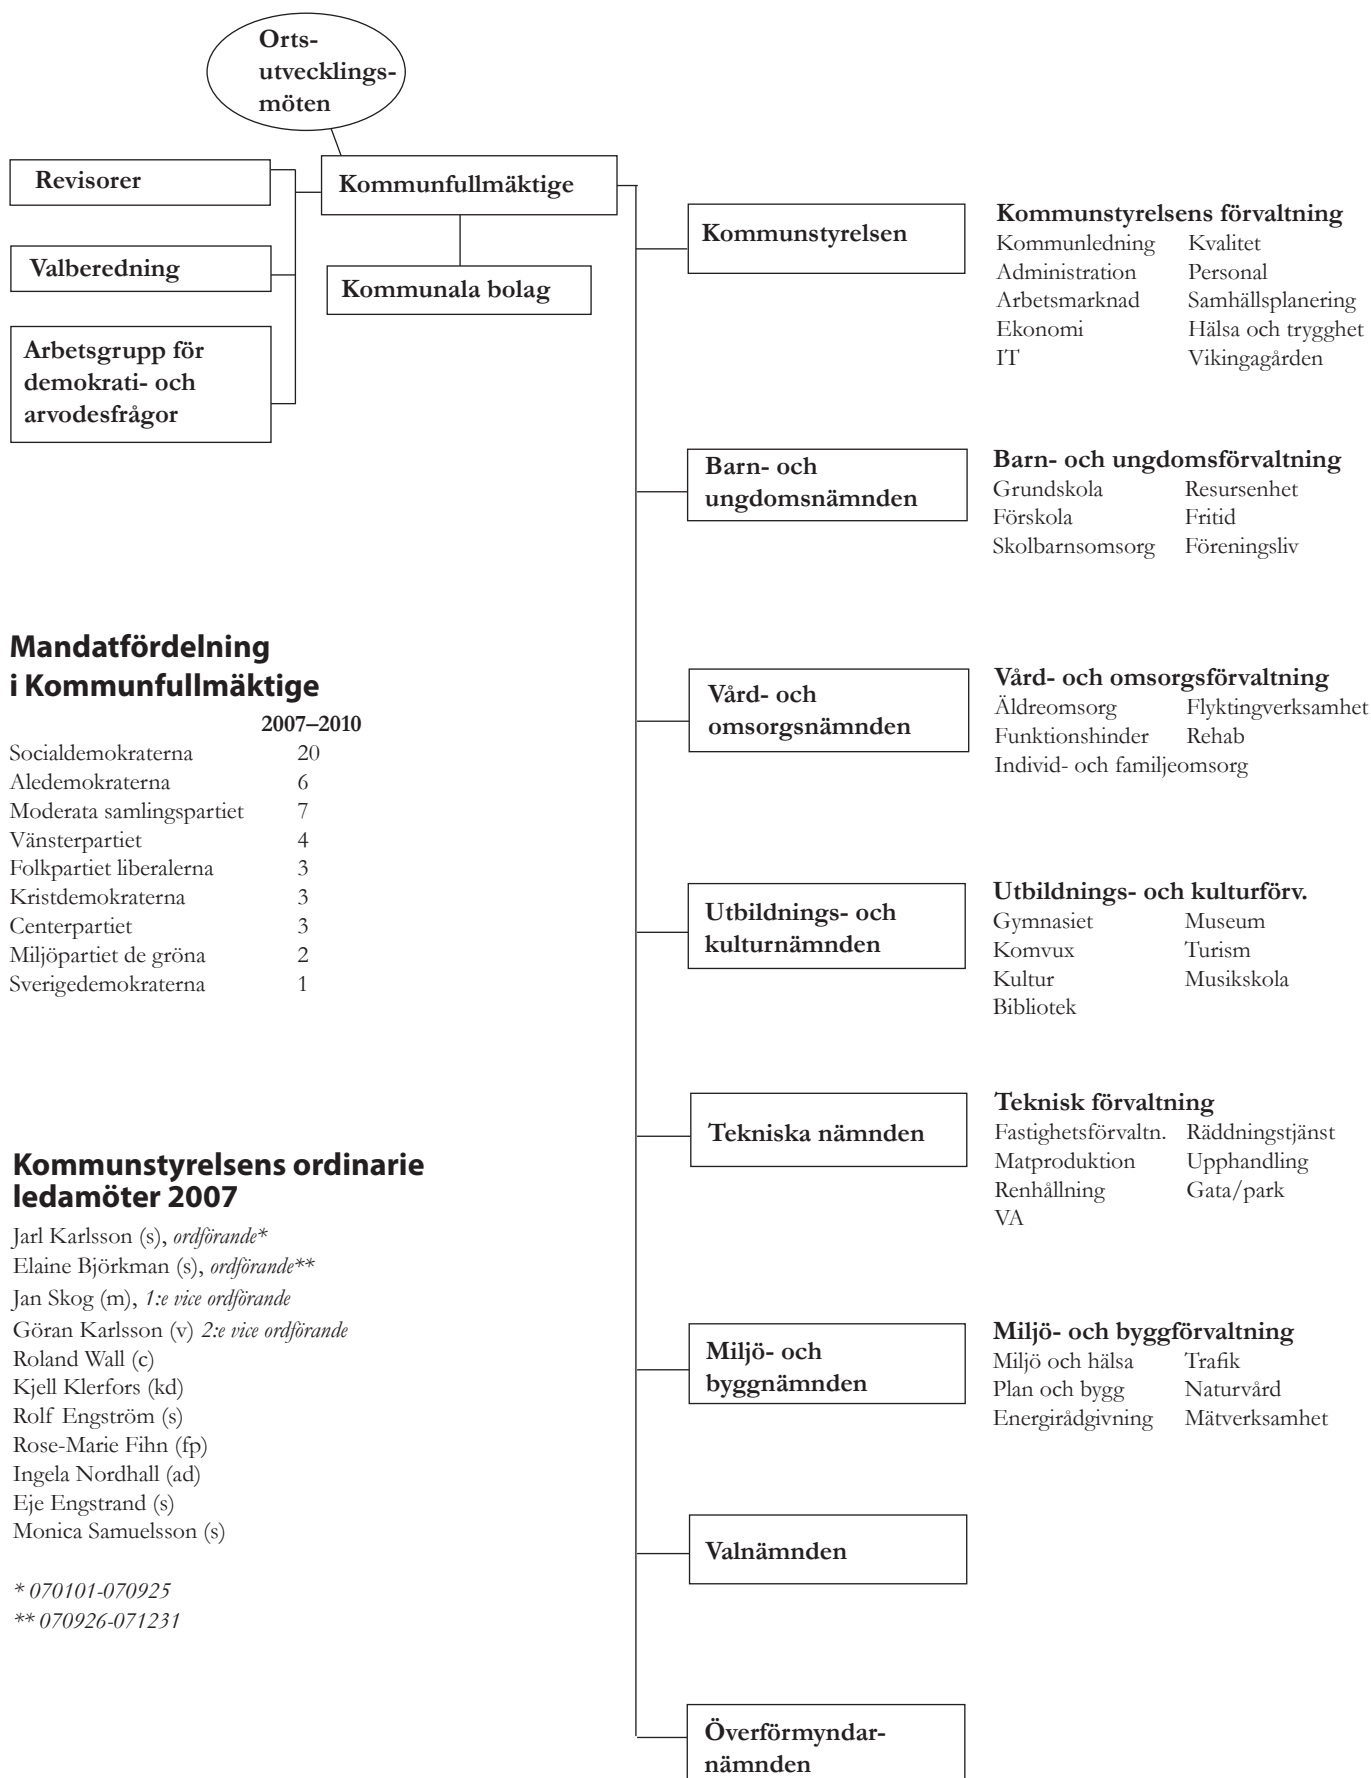 Orts-
utvecklings-
möten
Revisorer
Kommunfullmäktige
Valberedning
Kommunala bolag
Arbetsgrupp för
demokrati- och
arvodesfrågor
Mandatfördelning
i Kommunfullmäktige
2007–2010
Socialdemokraterna 20
Aledemokraterna 6
Moderata samlingspartiet 7
Vänsterpartiet 4
Folkpartiet liberalerna 3
Kristdemokraterna 3
Centerpartiet 3
Miljöpartiet de gröna 2
Sverigedemokraterna 1
Kommunstyrelsens ordinarie
ledamöter 2007
Jarl Karlsson (s), ordförande*
Elaine Björkman (s), ordförande**
Jan Skog (m), 1:e vice ordförande
Göran Karlsson (v) 2:e vice ordförande
Roland Wall (c)
Kjell Klerfors (kd)
Rolf Engström (s)
Rose-Marie Fihn (fp)
Ingela Nordhall (ad)
Eje Engstrand (s)
Monica Samuelsson (s)
* 070101-070925
** 070926-071231
Kommunstyrelsen
Kommunstyrelsens förvaltning
Kommunledning Kvalitet
Administration Personal
Arbetsmarknad Samhällsplanering
Ekonomi Hälsa och trygghet
IT Vikingagården
Barn- och
ungdomsnämnden
Barn- och ungdomsförvaltning
Grundskola Resursenhet
Förskola Fritid
Skolbarnsomsorg Föreningsliv
Vård- och
omsorgsnämnden
Vård- och omsorgsförvaltning
Äldreomsorg Flyktingverksamhet
Funktionshinder Rehab
Individ- och familjeomsorg
Utbildnings- och
kulturnämnden
Utbildnings- och kulturförv.
Gymnasiet Museum
Komvux Turism
Kultur Musikskola
Bibliotek
Tekniska nämnden
Teknisk förvaltning
Fastighetsförvaltn. Räddningstjänst
Matproduktion Upphandling
Renhållning Gata/park
VA
Miljö- och
byggnämnden
Miljö- och byggförvaltning
Miljö och hälsa Trafik
Plan och bygg Naturvård
Energirådgivning Mätverksamhet
Valnämnden
Överförmyndar-
nämnden